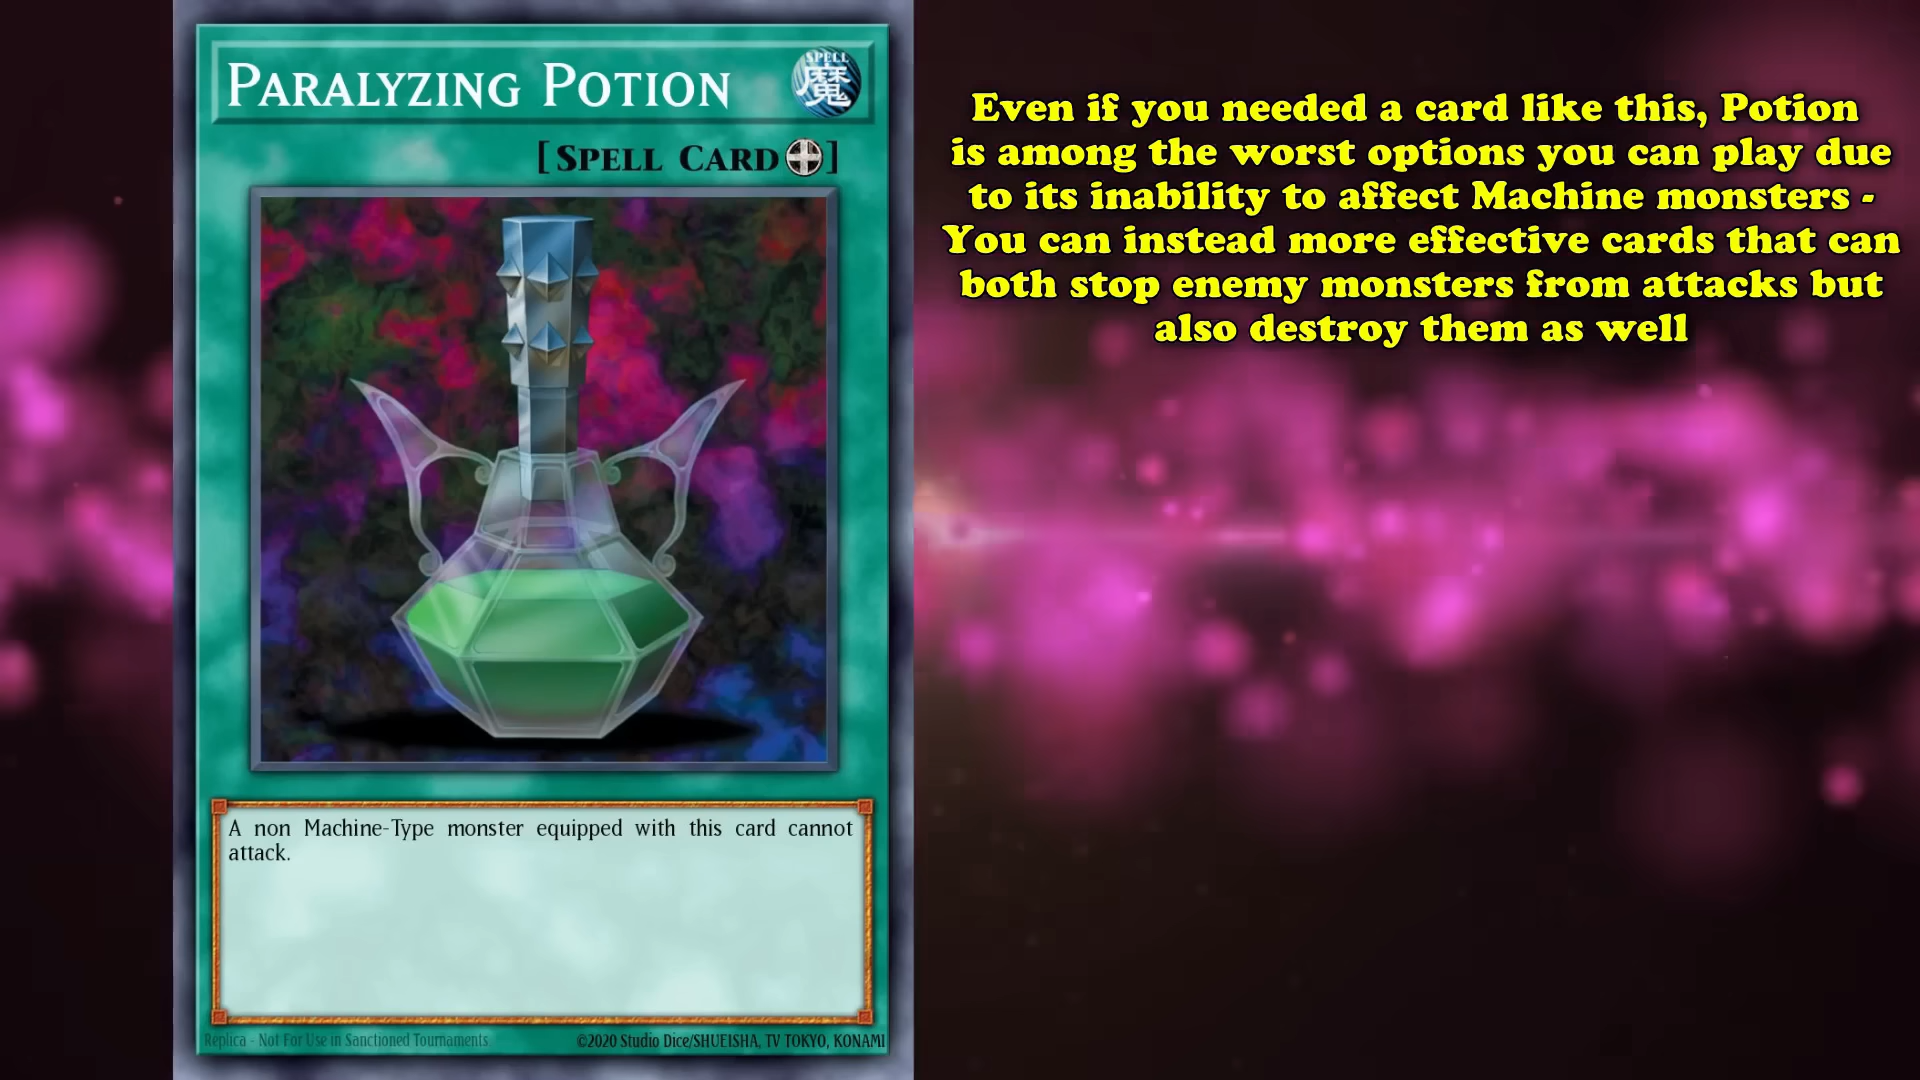 PARALYZING POTION
SPELL
魔
[SPELL CARD]
A non Machine-Type monster equipped with this card cannot
attack.
Replica - Not For Use in Sanctioned Tournaments
©2020 Studio Dice/SHUEISHA, TV TOKYO, KONAMI
Even if you needed a card like this, Potion
is among the worst options you can play due
to its inability to affect Machine monsters -
You can instead more effective cards that can
both stop enemy monsters from attacks but
also destroy them as well